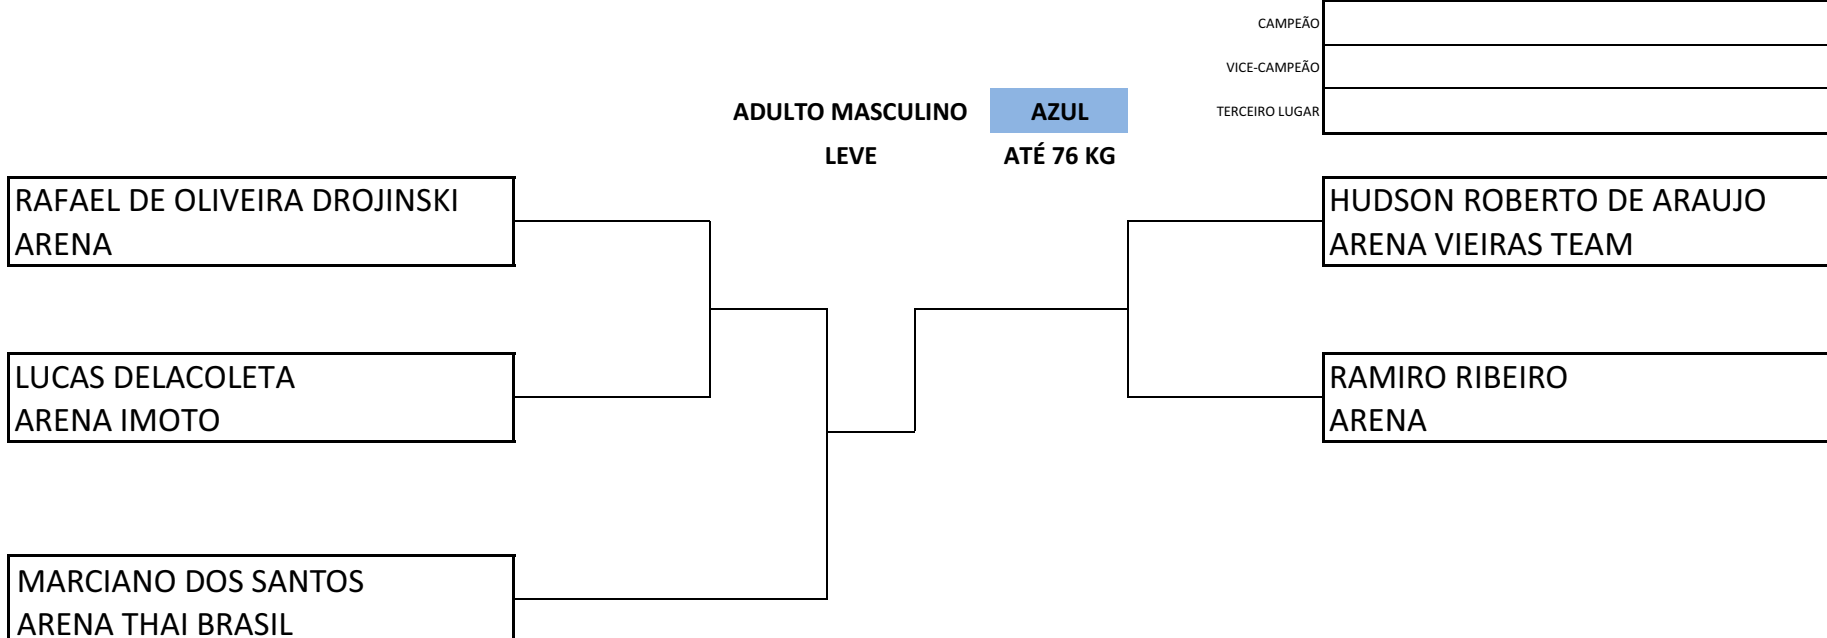 CAMPEÃO
VICE-CAMPEÃO
ADULTO MASCULINO AZUL TERCEIRO LUGAR
LEVE ATÉ 76 KG
RAFAEL DE OLIVEIRA DROJINSKI
ARENA
HUDSON ROBERTO DE ARAUJO
ARENA VIEIRAS TEAM
LUCAS DELACOLETA
ARENA IMOTO
RAMIRO RIBEIRO
ARENA
MARCIANO DOS SANTOS
ARENA THAI BRASIL